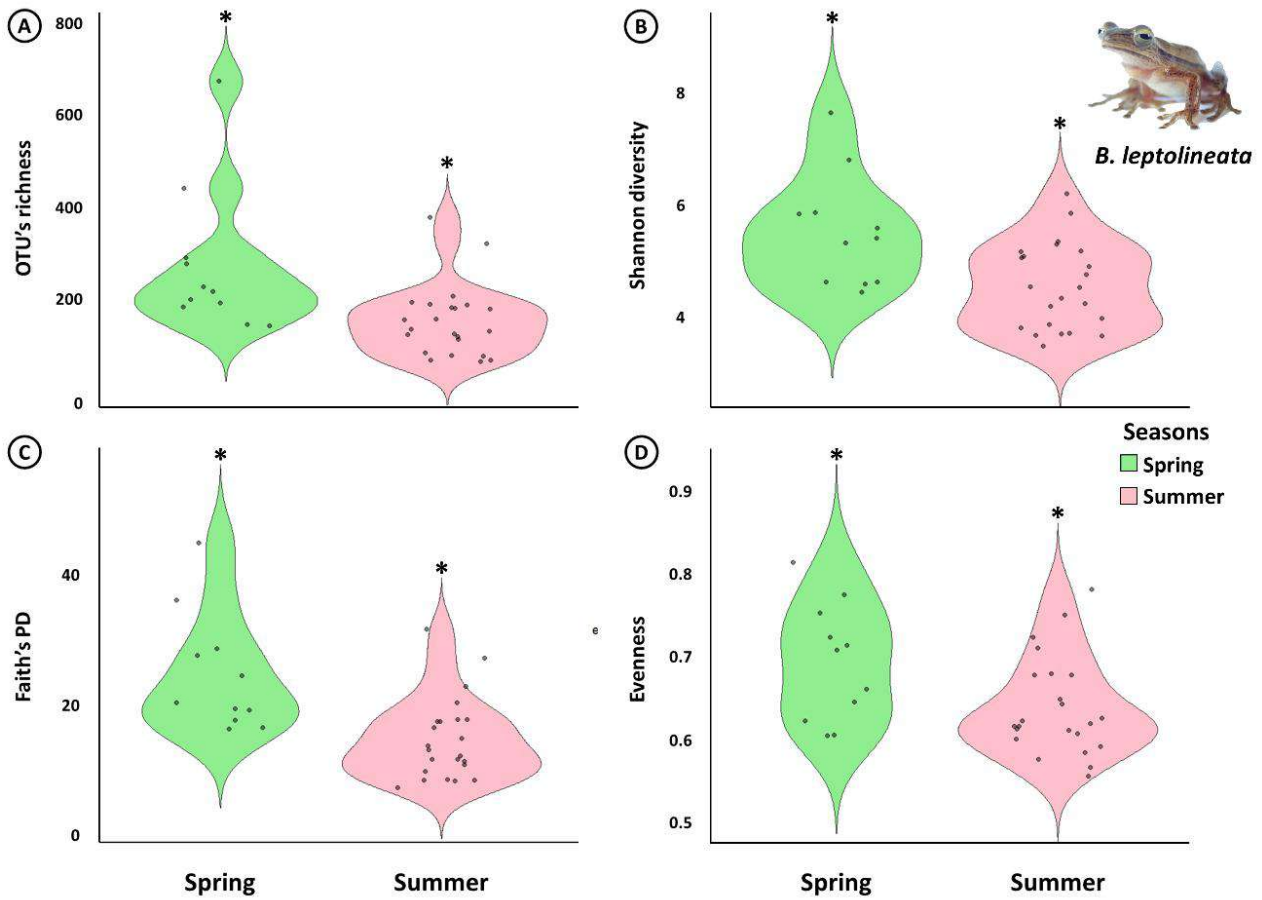 A
800
600
400
200
0
OTU's richness
*
*
B
8
6
4
Shannon diversity
*
*
B. leptolineata
C
40
20
0
Faith's PD
*
*
Spring
Summer
e
D
0.9
0.8
0.7
0.6
0.5
Evenness
*
*
Seasons
Spring
Summer
Spring
Summer